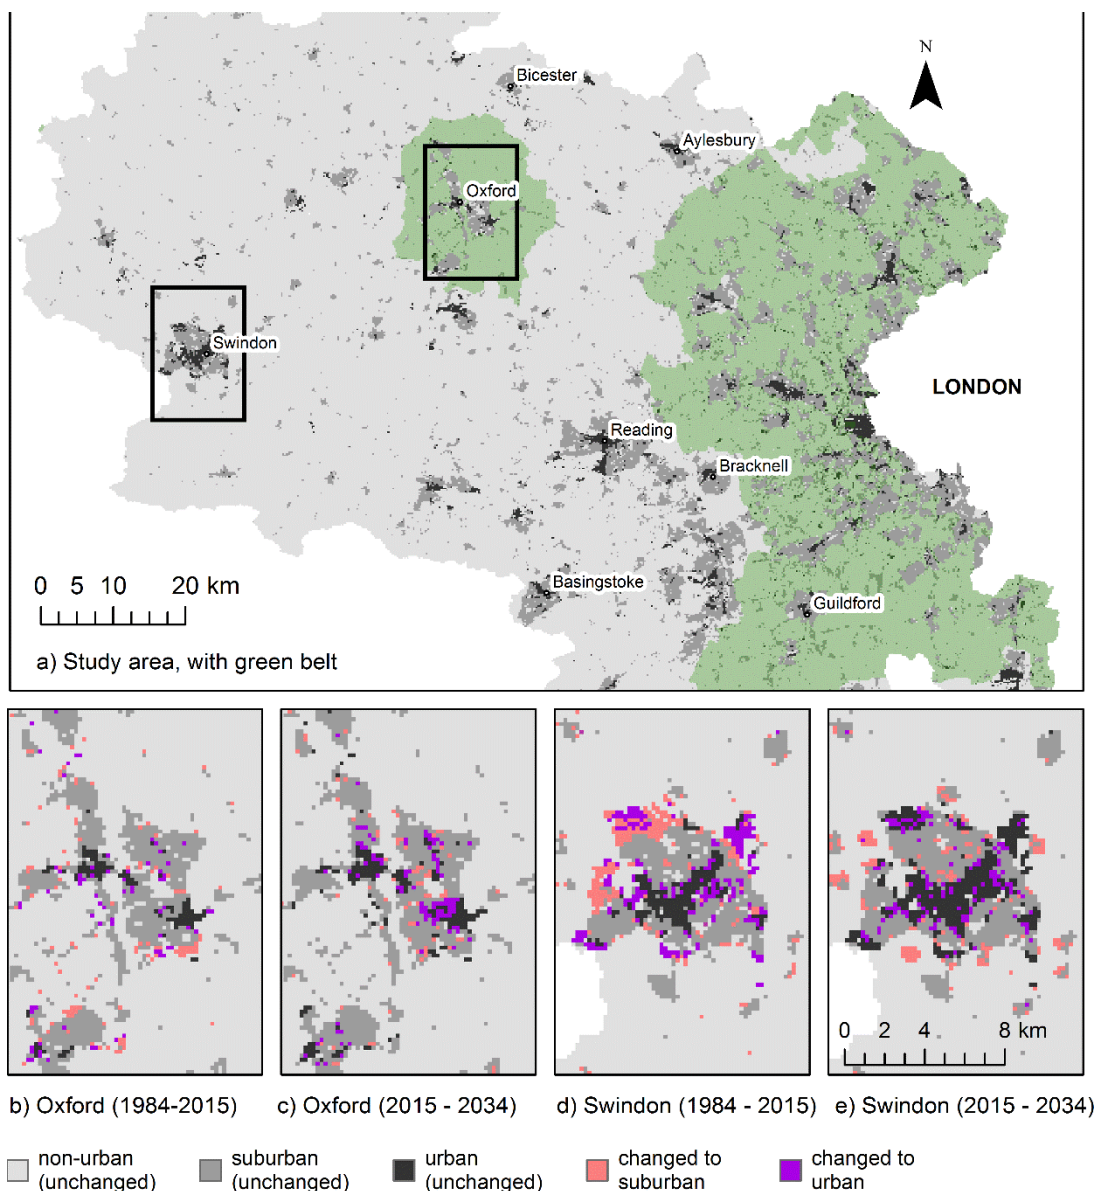 N
Bicester
Aylesbury
Oxford
Swindon
LONDON
Reading
Bracknell
Basingstoke
Guildford
0 5 10 20 km
a) Study area, with green belt
0 2 4 8 km
b) Oxford (1984-2015)
c) Oxford (2015 - 2034)
d) Swindon (1984 - 2015)
e) Swindon (2015 - 2034)
non-urban
(unchanged)
suburban
(unchanged)
urban
(unchanged)
changed to
suburban
changed to
urban